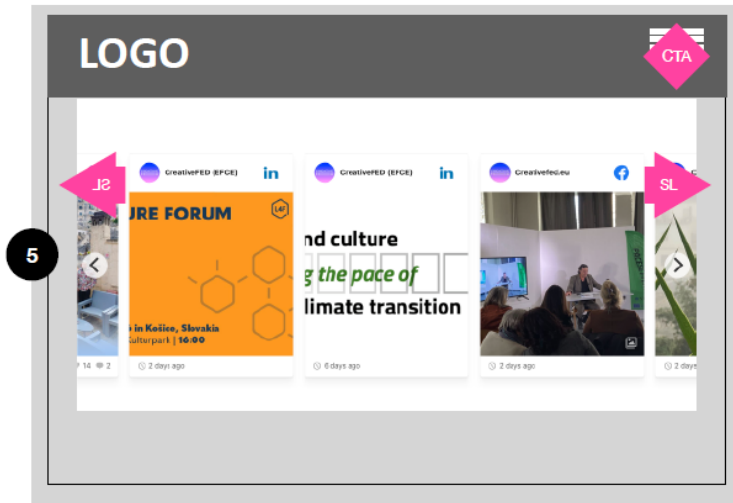 LOGO
CTA
SL
CreativeFED (EFCE)
in
CreativeFED (EFCE)
in
Creativefed.eu
SL
C
URE FORUM
L4F
nd culture
g the pace of
limate transition
in Košice, Slovakia
Kulturpark | 16:00
5
14 2
2 days ago
6 days ago
2 days ago
2 days